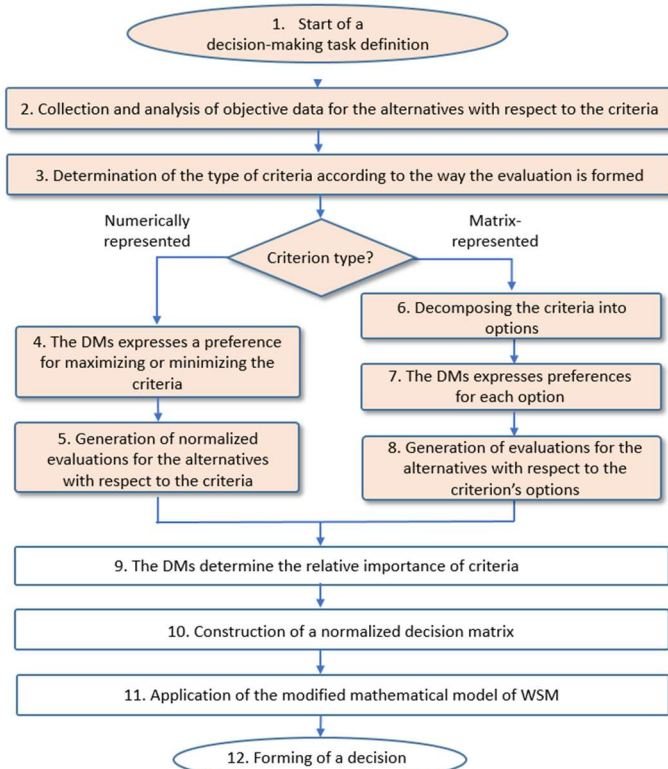 1. Start of a
decision-making task definition
2. Collection and analysis of objective data for the alternatives with respect to the criteria
3. Determination of the type of criteria according to the way the evaluation is formed
Numerically
represented
Matrix-
represented
Criterion type?
4. The DMs expresses a preference
for maximizing or minimizing the
criteria
5. Generation of normalized
evaluations for the alternatives
with respect to the criteria
6. Decomposing the criteria into
options
7. The DMs expresses preferences
for each option
8. Generation of evaluations for the
alternatives with respect to the
criterion's options
9. The DMs determine the relative importance of criteria
10. Construction of a normalized decision matrix
11. Application of the modified mathematical model of WSM
12. Forming of a decision